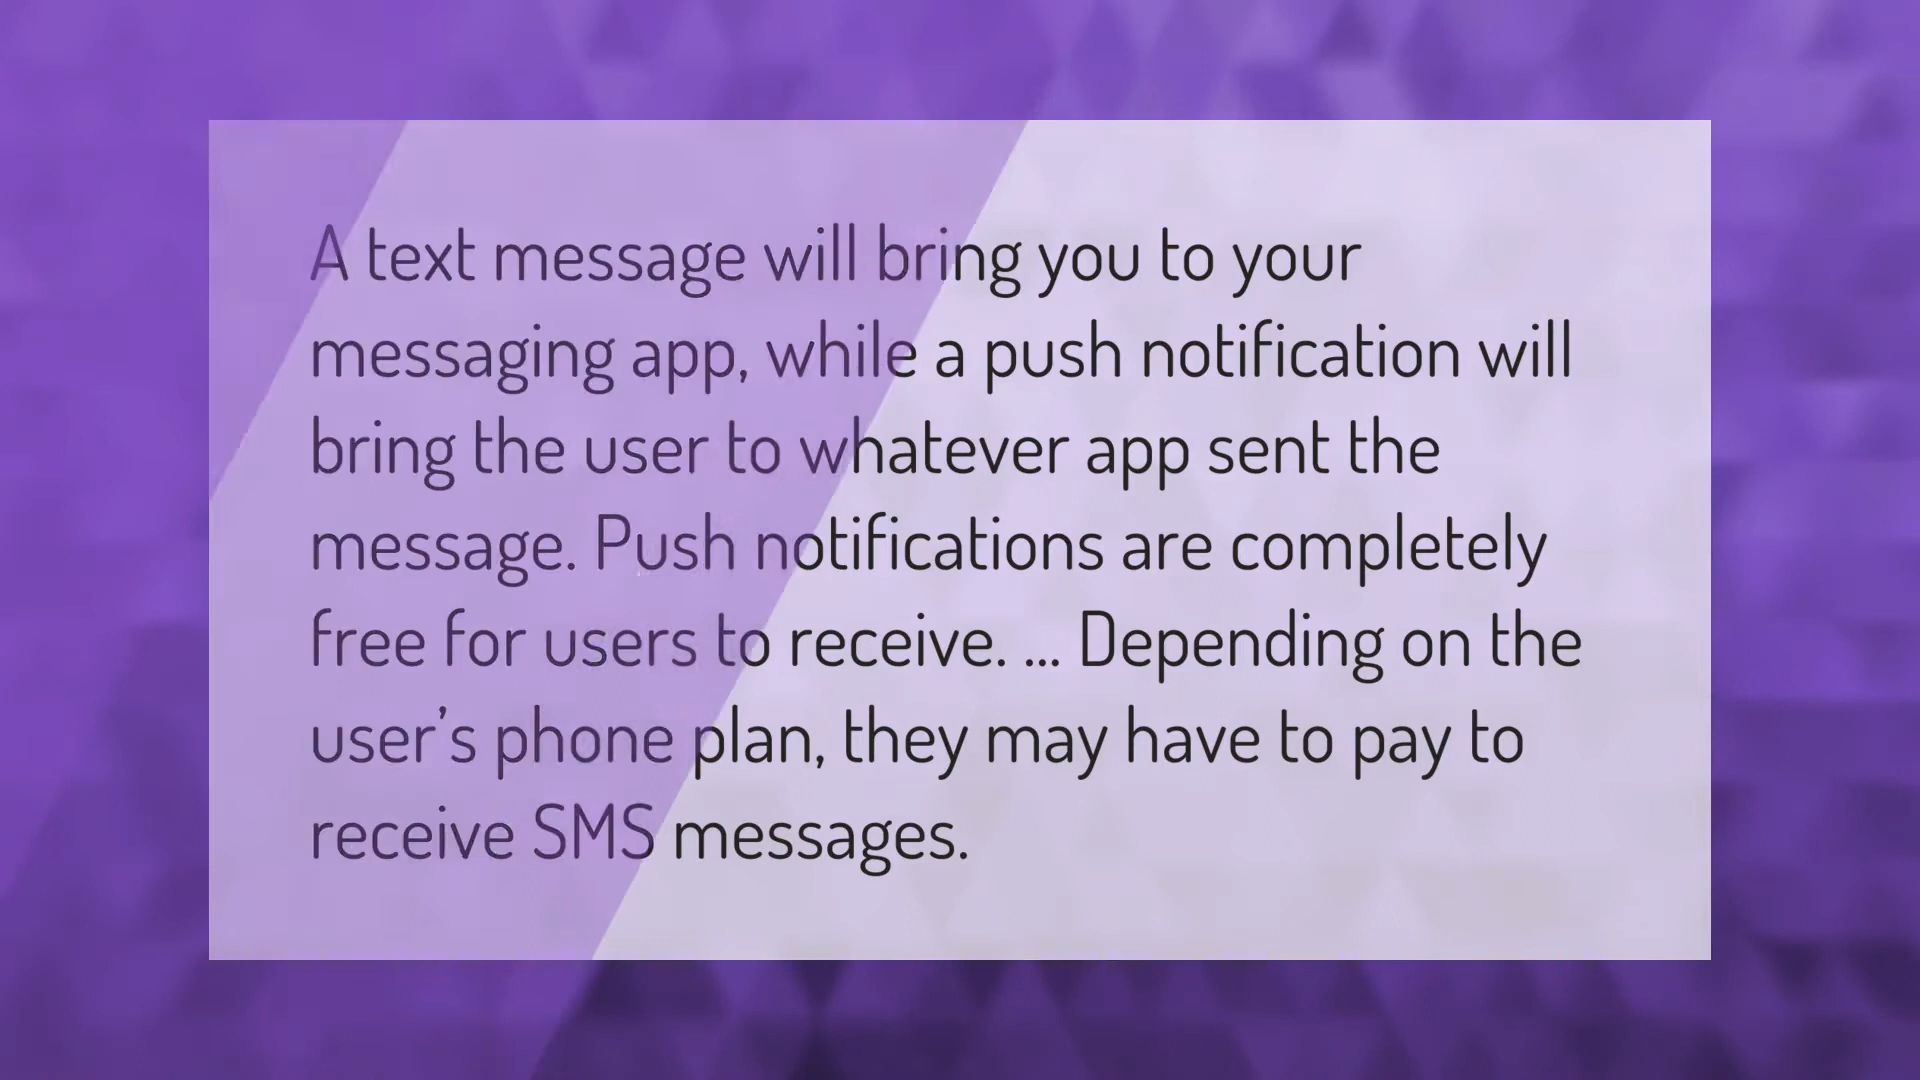 A text message will bring you to your
messaging app, while a push notification will
bring the user to whatever app sent the
message. Push notifications are completely
free for users to receive. ... Depending on the
user’s phone plan, they may have to pay to
receive SMS messages.